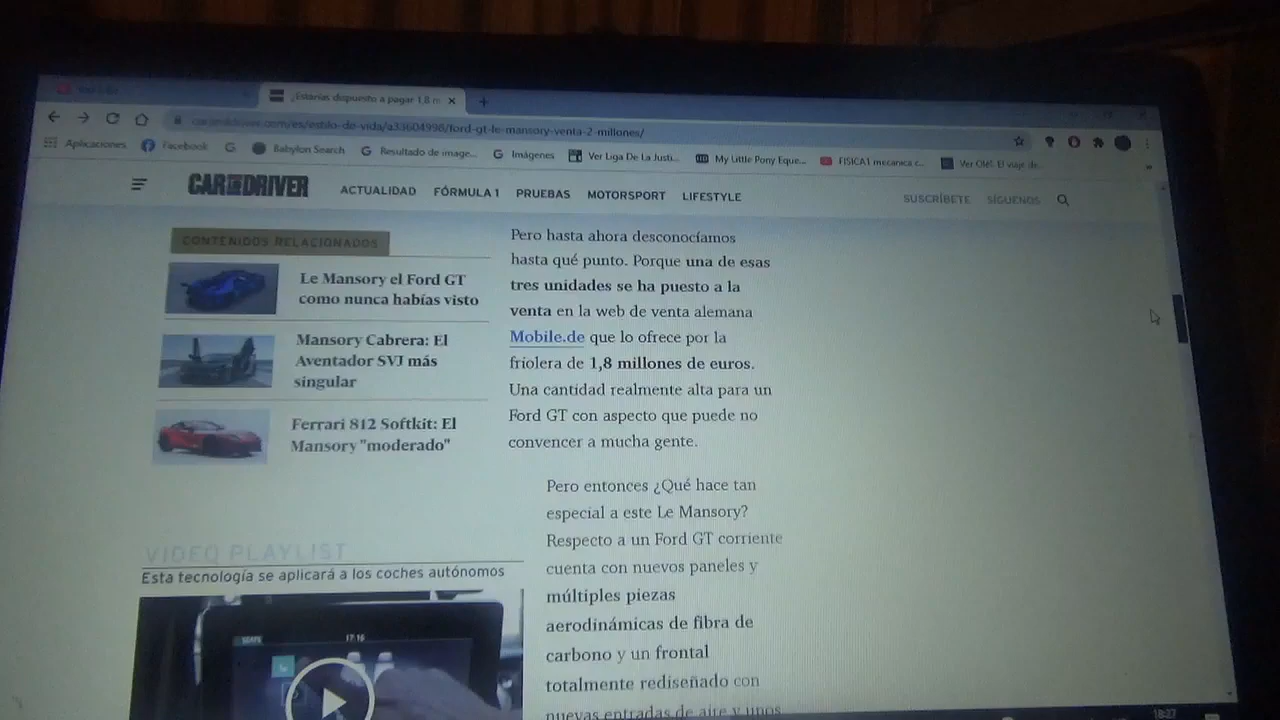 ¿Estarías dispuesto a pagar 1,8 m
caranddriver.com/es/estilo-de-vida/a33604998/ford-gt-le-mansory-venta-2-millones/
Aplicaciones Facebook Babylon Search Resultado de image... Imágenes Ver Liga De La Justi... My Little Pony Eque... FISICA1 mecanica c... Ver Olé!. El viaje de...
CAR AND DRIVER ACTUALIDAD FÓRMULA 1 PRUEBAS MOTORSPORT LIFESTYLE SUSCRÍBETE SÍGUENOS
CONTENIDOS RELACIONADOS
Le Mansory el Ford GT
como nunca habías visto
Mansory Cabrera: El
Aventador SVJ más
singular
Ferrari 812 Softkit: El
Mansory "moderado"
VIDEO PLAYLIST
Esta tecnología se aplicará a los coches autónomos
17:16
Pero hasta ahora desconocíamos
hasta qué punto. Porque una de esas
tres unidades se ha puesto a la
venta en la web de venta alemana
Mobile.de que lo ofrece por la
friolera de 1,8 millones de euros.
Una cantidad realmente alta para un
Ford GT con aspecto que puede no
convencer a mucha gente.
Pero entonces ¿Qué hace tan
especial a este Le Mansory?
Respecto a un Ford GT corriente
cuenta con nuevos paneles y
múltiples piezas
aerodinámicas de fibra de
carbono y un frontal
totalmente rediseñado con
nuevas entradas de aire y unos
18:27